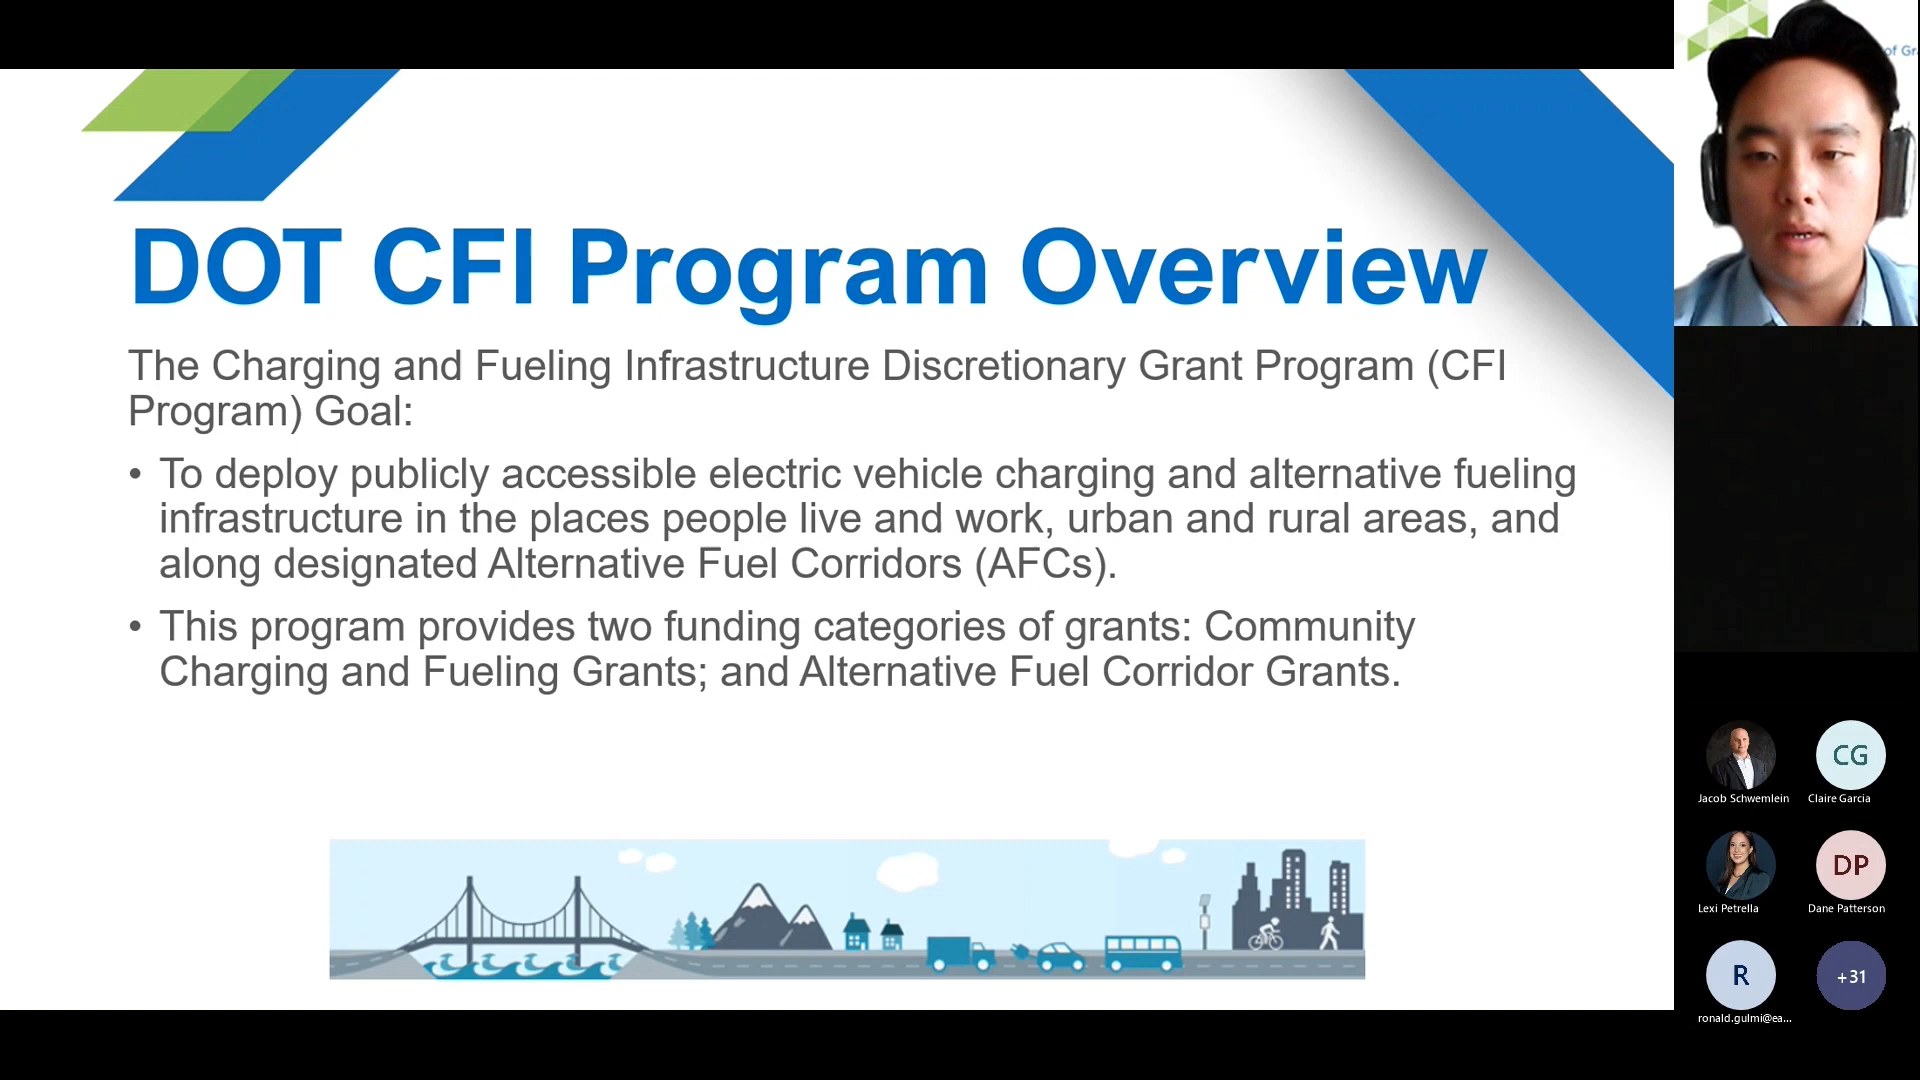 of Gr
DOT CFI Program Overview
The Charging and Fueling Infrastructure Discretionary Grant Program (CFI
Program) Goal:
• To deploy publicly accessible electric vehicle charging and alternative fueling
infrastructure in the places people live and work, urban and rural areas, and
along designated Alternative Fuel Corridors (AFCs).
• This program provides two funding categories of grants: Community
Charging and Fueling Grants; and Alternative Fuel Corridor Grants.
CG
Jacob Schwemlein
Claire Garcia
DP
Lexi Petrella
Dane Patterson
R
+31
ronald.gulmi@ea...